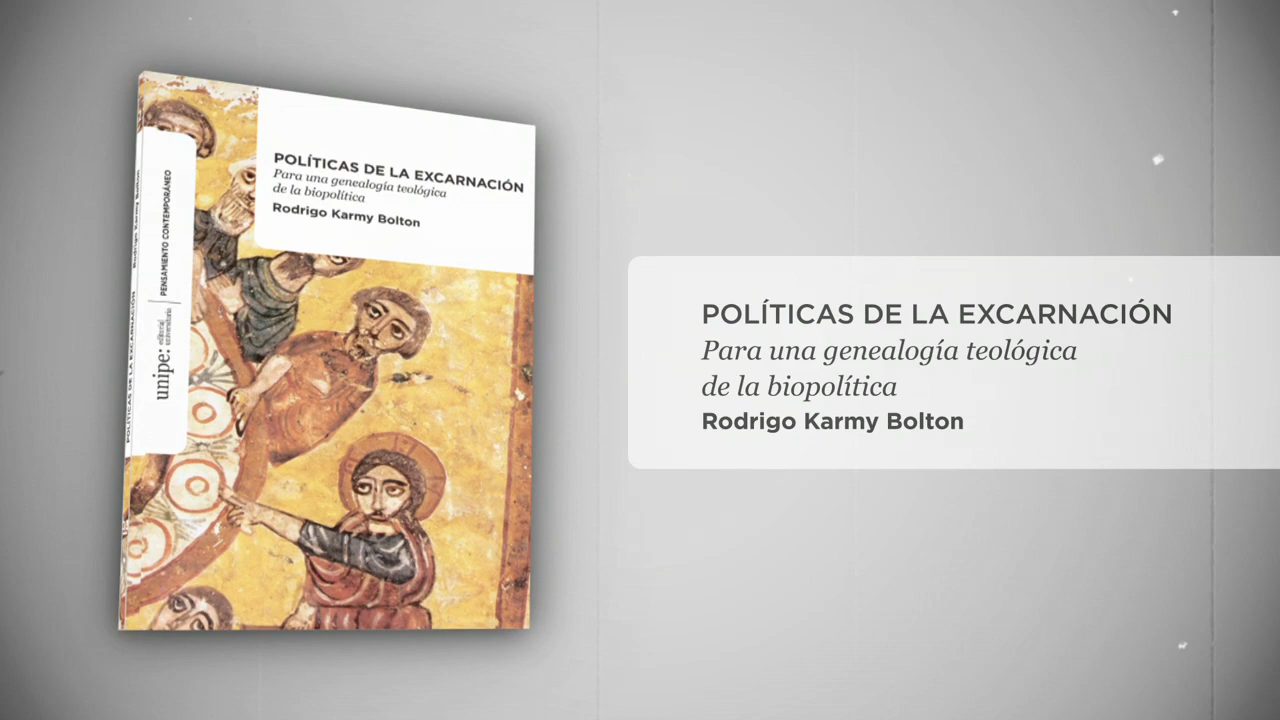 POLÍTICAS DE LA EXCARNACIÓN
Para una genealogía teológica
de la biopolítica
Rodrigo Karmy Bolton
PENSAMIENTO CONTEMPORÁNEO
unipe:
editorial
universitaria
POLÍTICAS DE LA EXCARNACIÓN
Rodrigo Karmy Bolton
POLÍTICAS DE LA EXCARNACIÓN
Para una genealogía teológica
de la biopolítica
Rodrigo Karmy Bolton